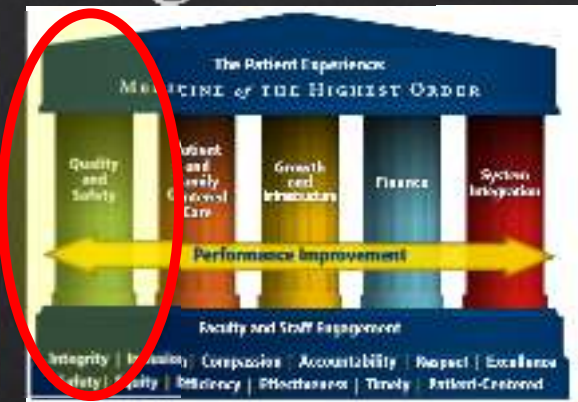 The Patient Experience:
MEDICINE of THE HIGHEST ORDER
Quality
and
Safety
Patient
and
Family
Centered
Care
Growth
and
Infrastructure
Finance
System
Integration
Performance Improvement
Faculty and Staff Engagement
Integrity | Inclusion | Compassion | Accountability | Respect | Excellence
Safety | Equity | Efficiency | Effectiveness | Timely | Patient-Centered